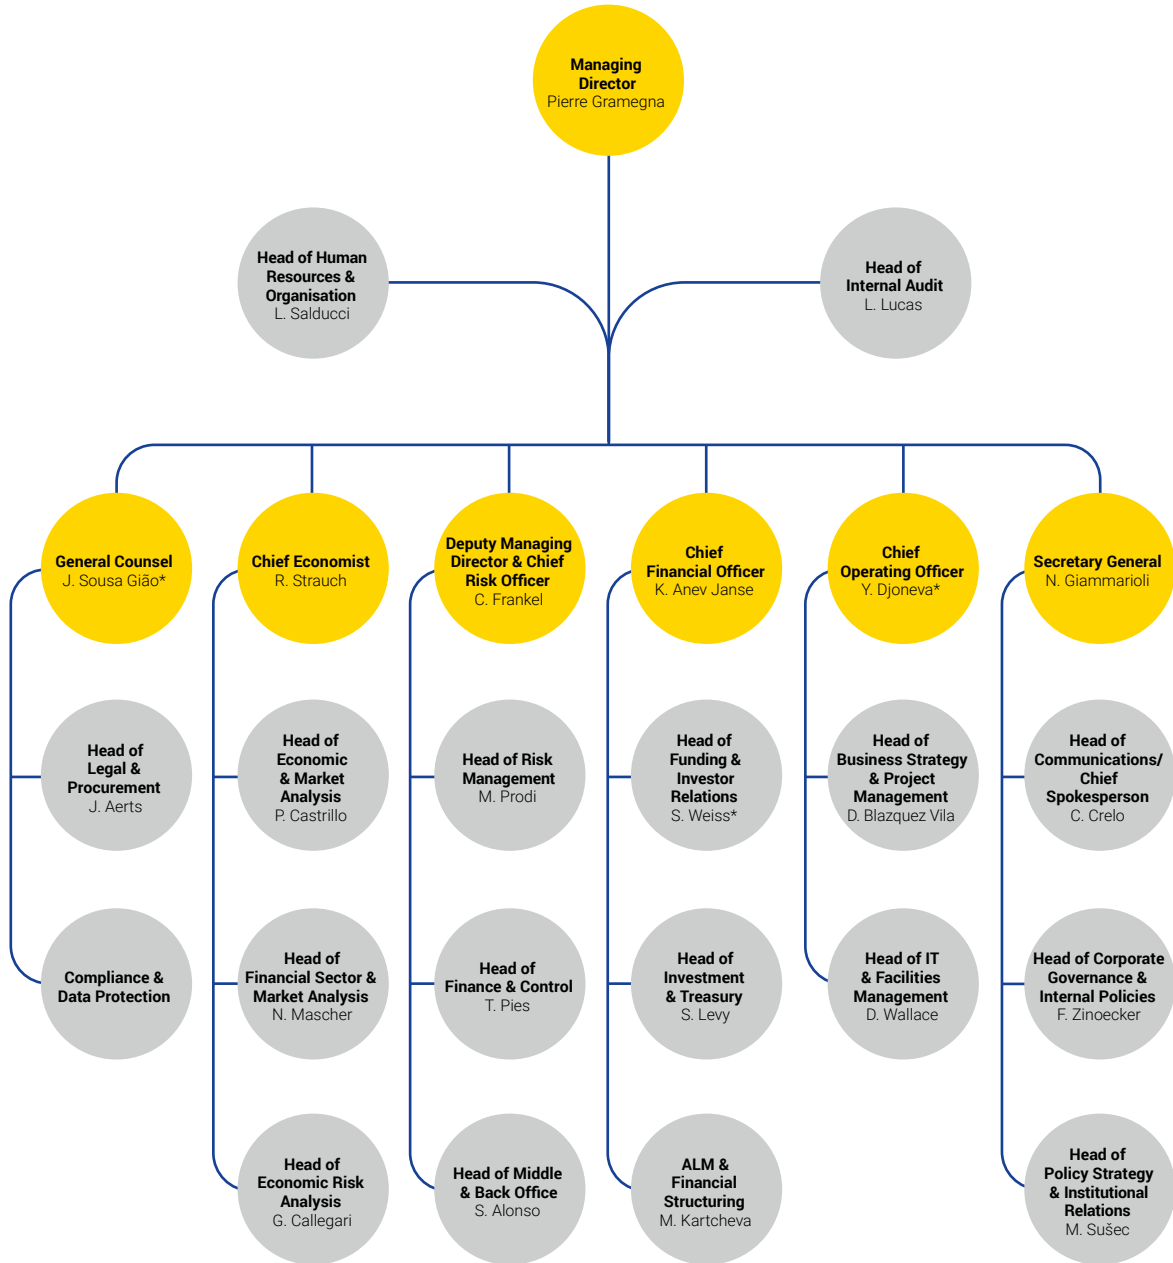 Managing
Director
Pierre Gramegna
Head of Human
Resources &
Organisation
L. Salducci
Head of
Internal Audit
L. Lucas
General Counsel
J. Sousa Gião*
Chief Economist
R. Strauch
Deputy Managing
Director & Chief
Risk Officer
C. Frankel
Chief
Financial Officer
K. Anev Janse
Chief
Operating Officer
Y. Djoneva*
Secretary General
N. Giammarioli
Head of
Legal &
Procurement
J. Aerts
Head of
Economic
& Market
Analysis
P. Castrillo
Head of Risk
Management
M. Prodi
Head of
Funding &
Investor
Relations
S. Weiss*
Head of
Business Strategy
& Project
Management
D. Blazquez Vila
Head of
Communications/
Chief
Spokesperson
C. Crelo
Compliance &
Data Protection
Head of
Financial Sector &
Market Analysis
N. Mascher
Head of
Finance & Control
T. Pies
Head of
Investment
& Treasury
S. Levy
Head of IT
& Facilities
Management
D. Wallace
Head of Corporate
Governance &
Internal Policies
F. Zinoecker
Head of
Economic Risk
Analysis
G. Callegari
Head of Middle
& Back Office
S. Alonso
ALM &
Financial
Structuring
M. Kartcheva
Head of
Policy Strategy
& Institutional
Relations
M. Sušec